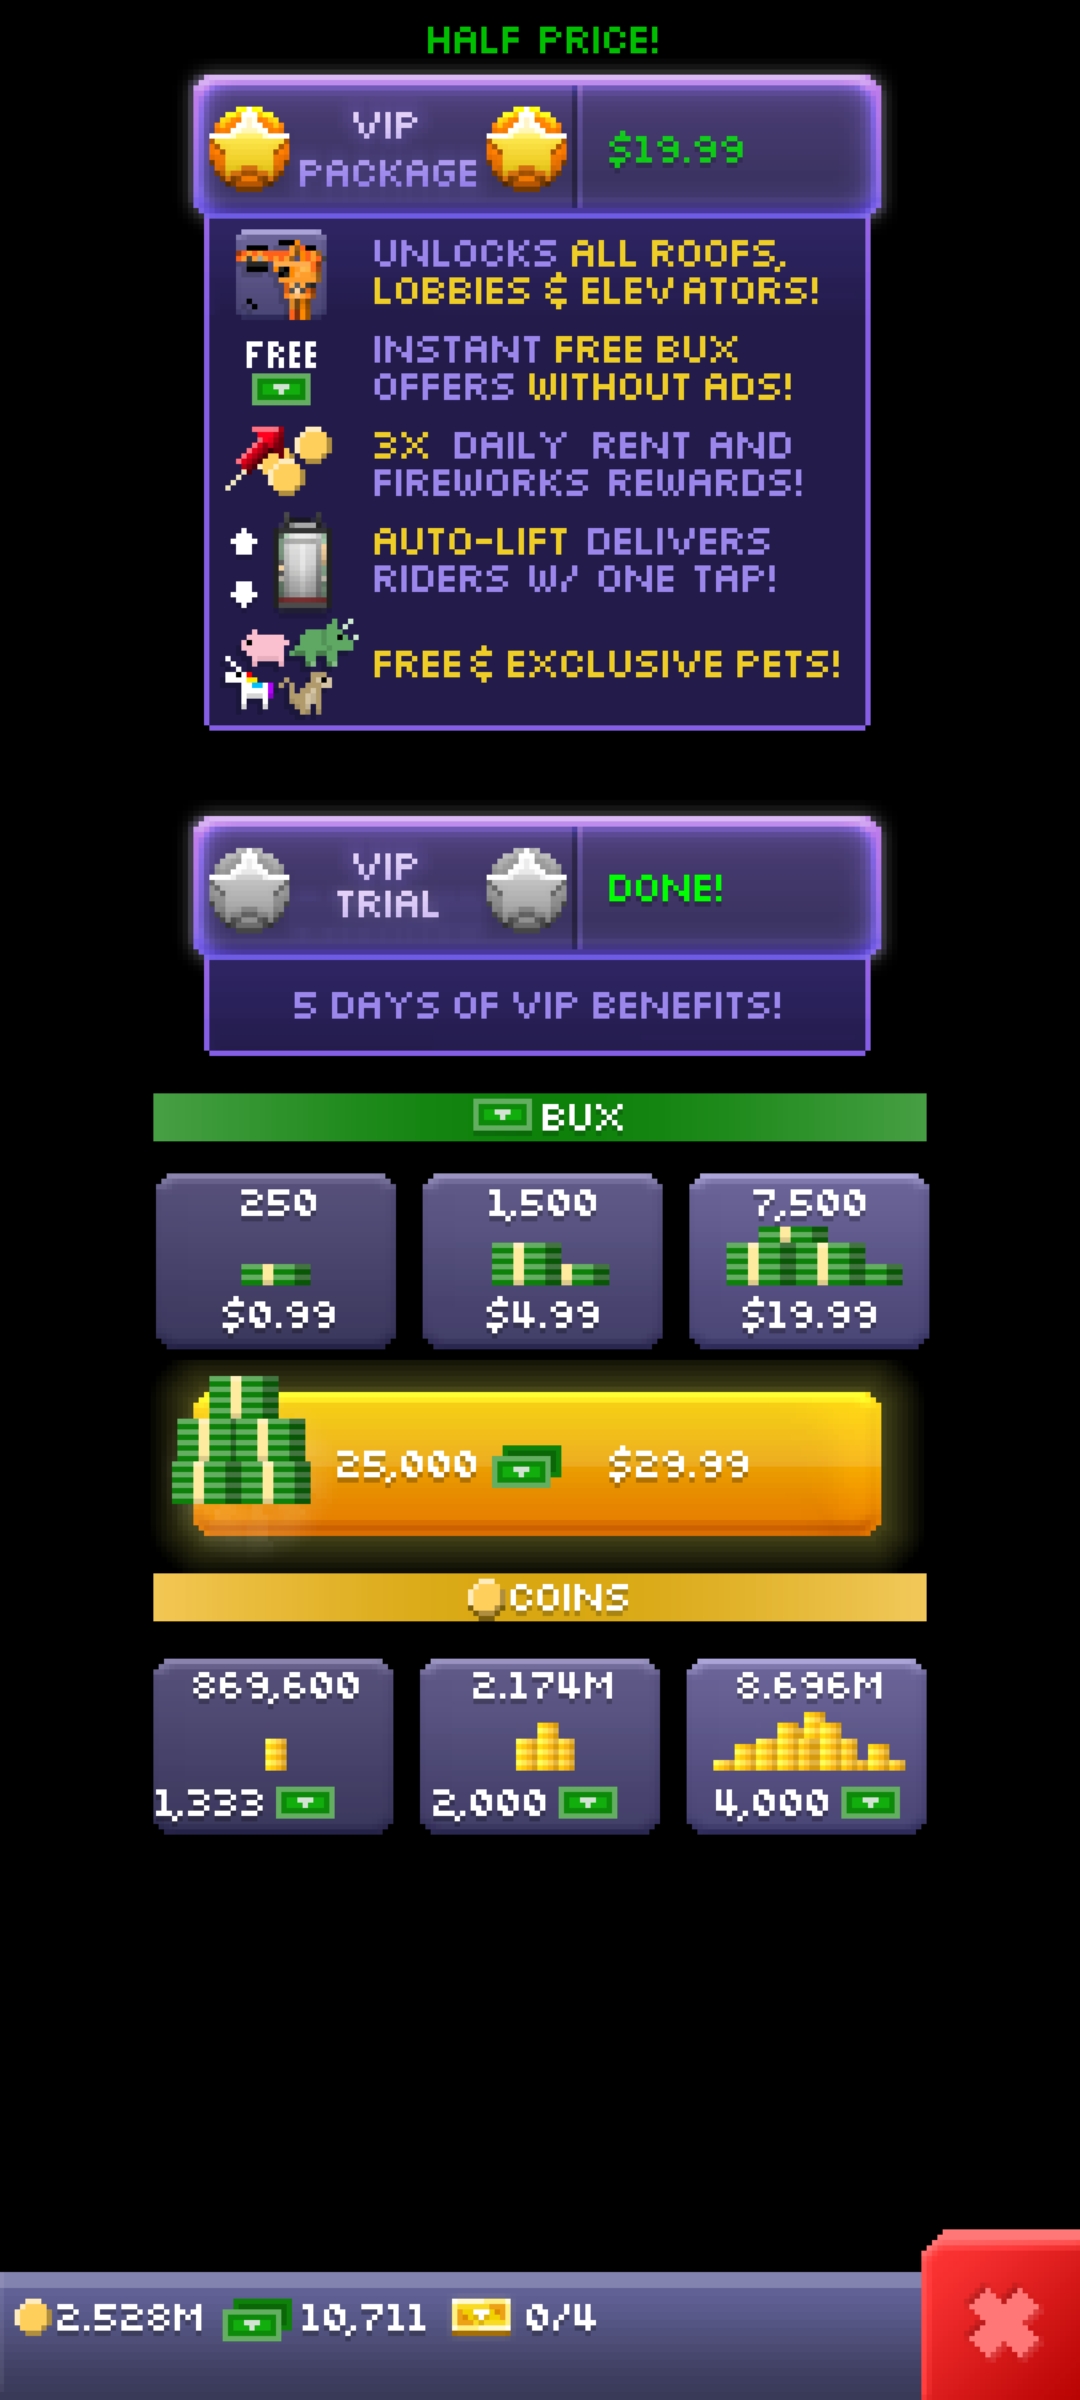 HALF PRICE!
VIP
PACKAGE
$19.99
UNLOCKS ALL ROOFS,
LOBBIES & ELEVATORS!
FREE
INSTANT FREE BUX
OFFERS WITHOUT ADS!
3X DAILY RENT AND
FIREWORKS REWARDS!
AUTO-LIFT DELIVERS
RIDERS W/ ONE TAP!
FREE & EXCLUSIVE PETS!
VIP
TRIAL
DONE!
5 DAYS OF VIP BENEFITS!
BUX
250 1,500 7,500
$0.99 $4.99 $19.99
25,000 $29.99
COINS
869,600 2.174M 8.696M
1,333 2,000 4,000
2.528M 10,711 0/4